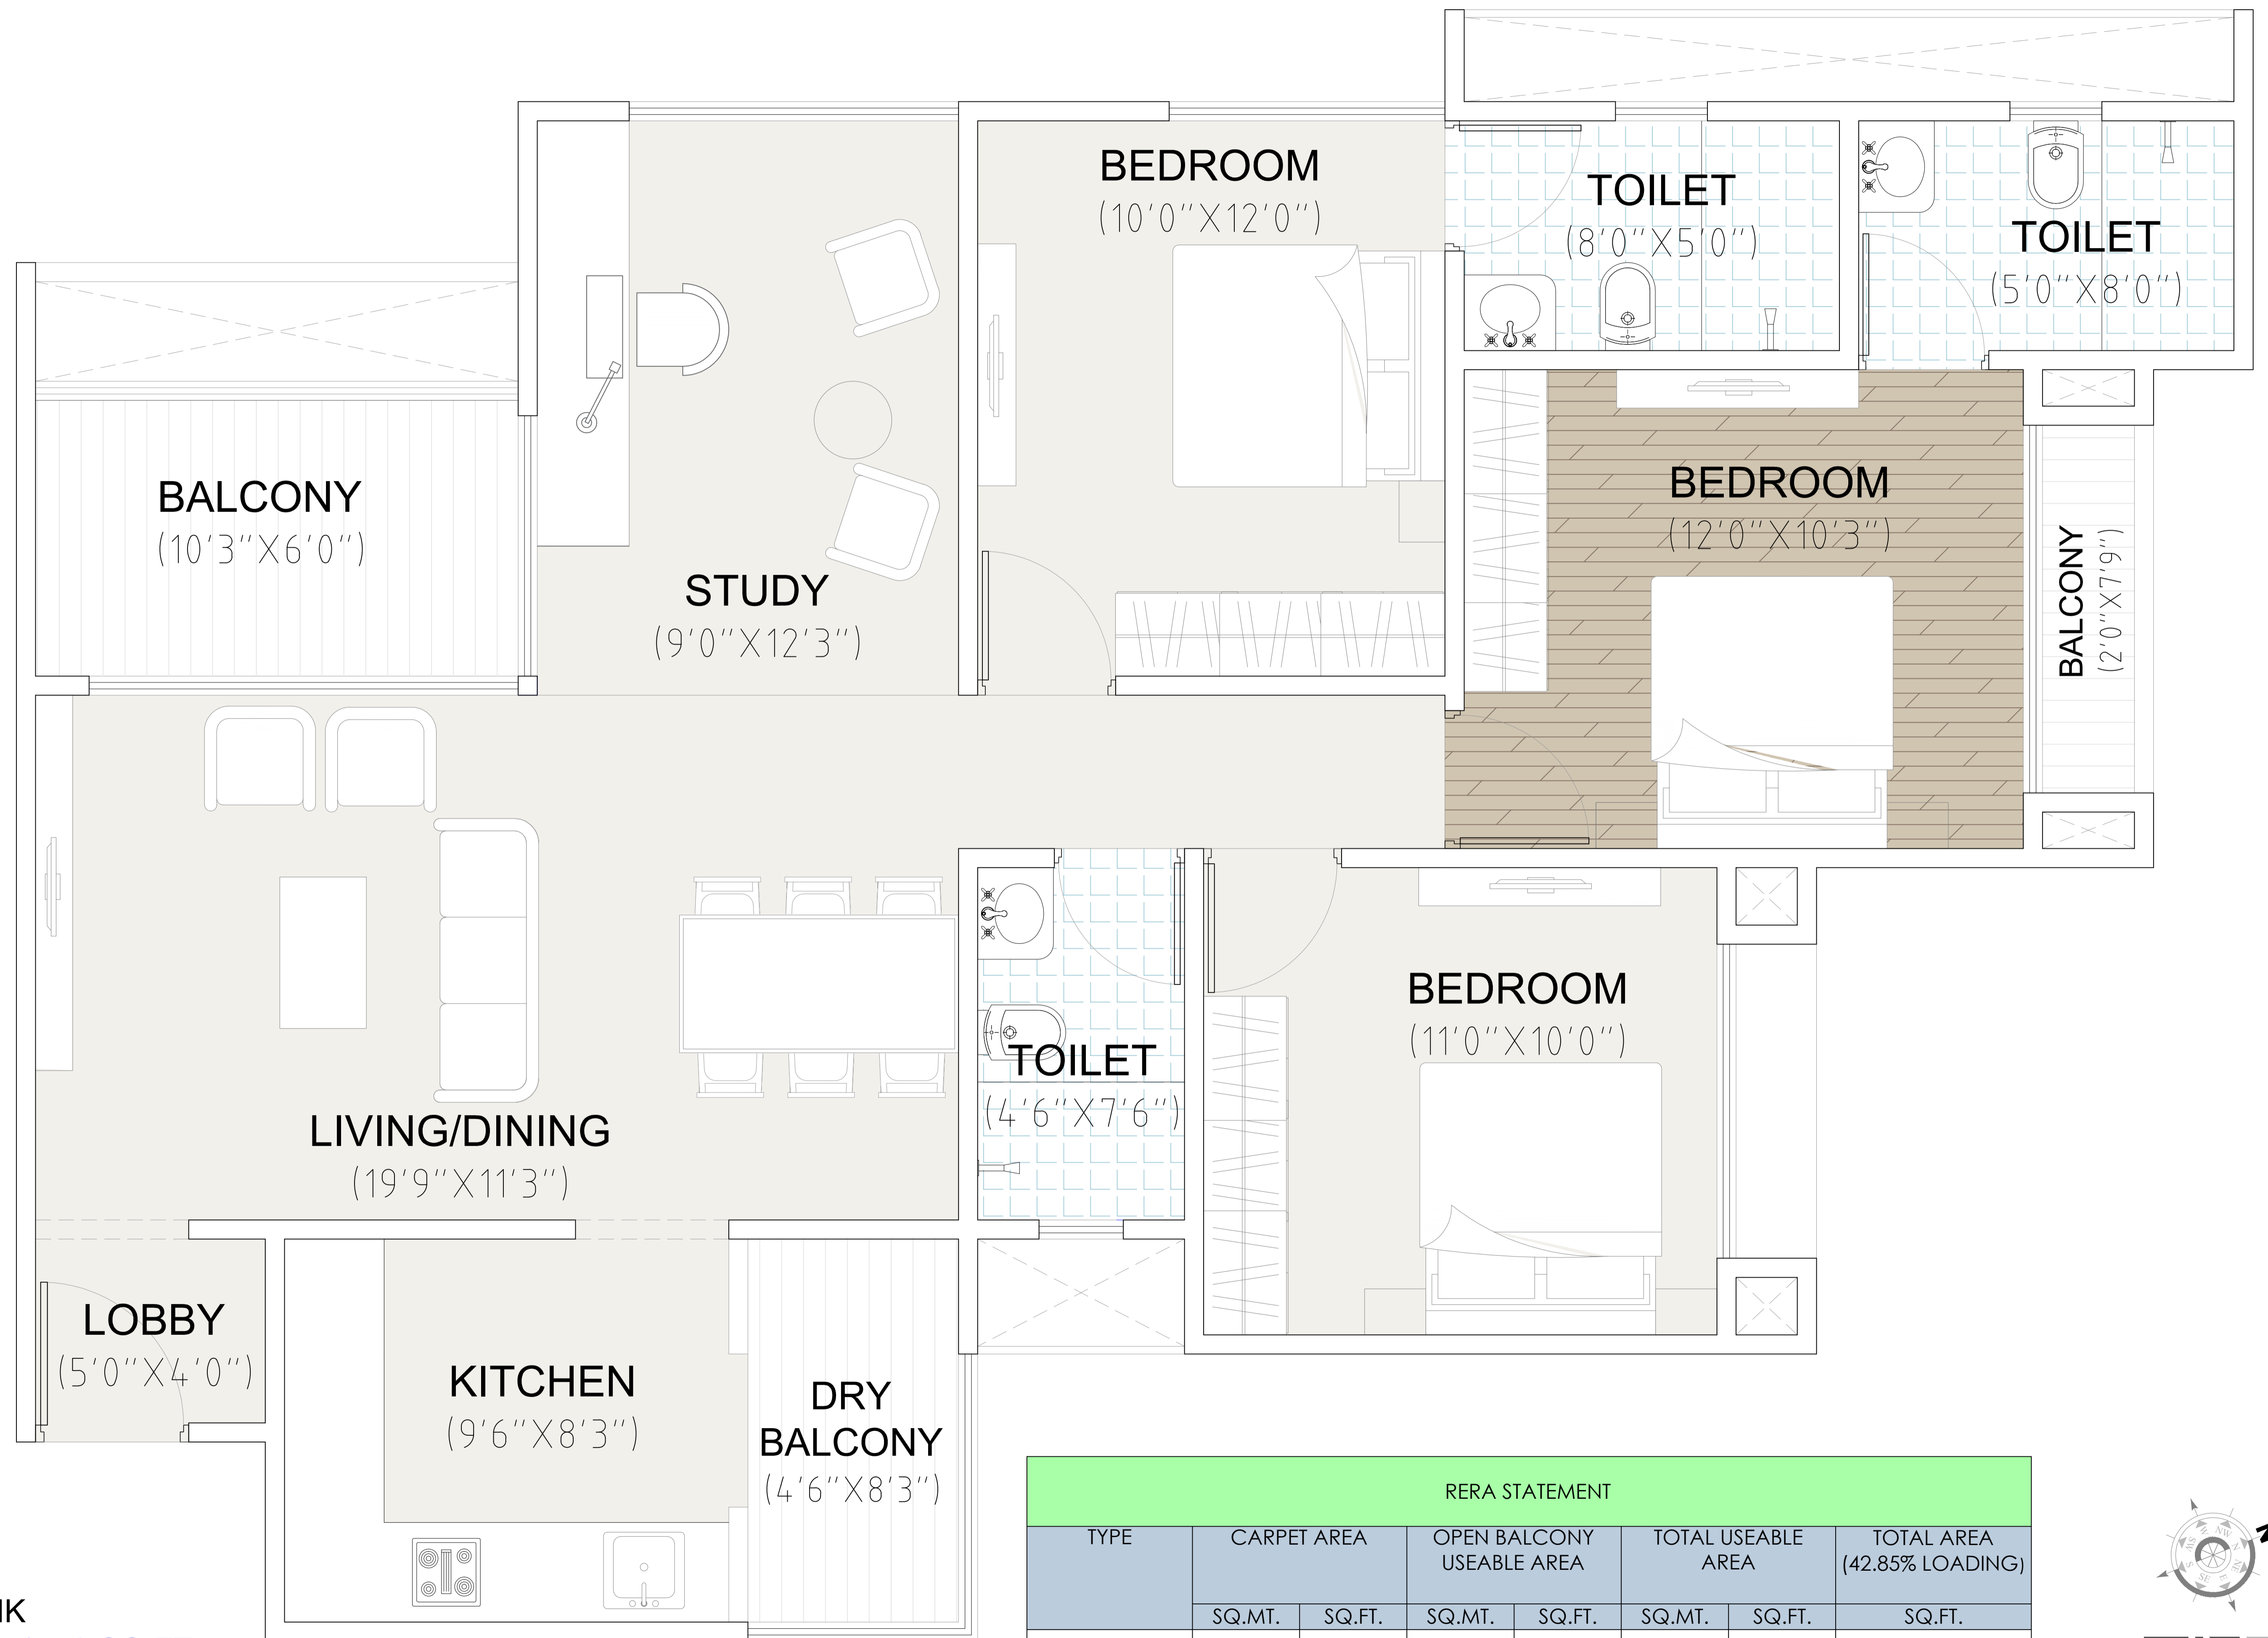 BEDROOM
(10'0"X12'0")
TOILET
(8'0"X5'0")
TOILET
(5'0"X8'0")
BALCONY
(10'3"X6'0")
STUDY
(9'0"X12'3")
BEDROOM
(12'0"X10'3")
BALCONY
(2'0"X7'9")
LIVING/DINING
(19'9"X11'3")
TOILET
(4'6"X7'6")
BEDROOM
(11'0"X10'0")
LOBBY
(5'0"X4'0")
KITCHEN
(9'6"X8'3")
DRY
BALCONY
(4'6"X8'3")
RERA STATEMENT
TYPE
CARPET AREA
OPEN BALCONY
USEABLE AREA
TOTAL USEABLE
AREA
TOTAL AREA
(42.85% LOADING)
SQ.MT. SQ.FT. SQ.MT. SQ.FT. SQ.MT. SQ.FT. SQ.FT.
NW
N
NE
E
SE
S
SW
W